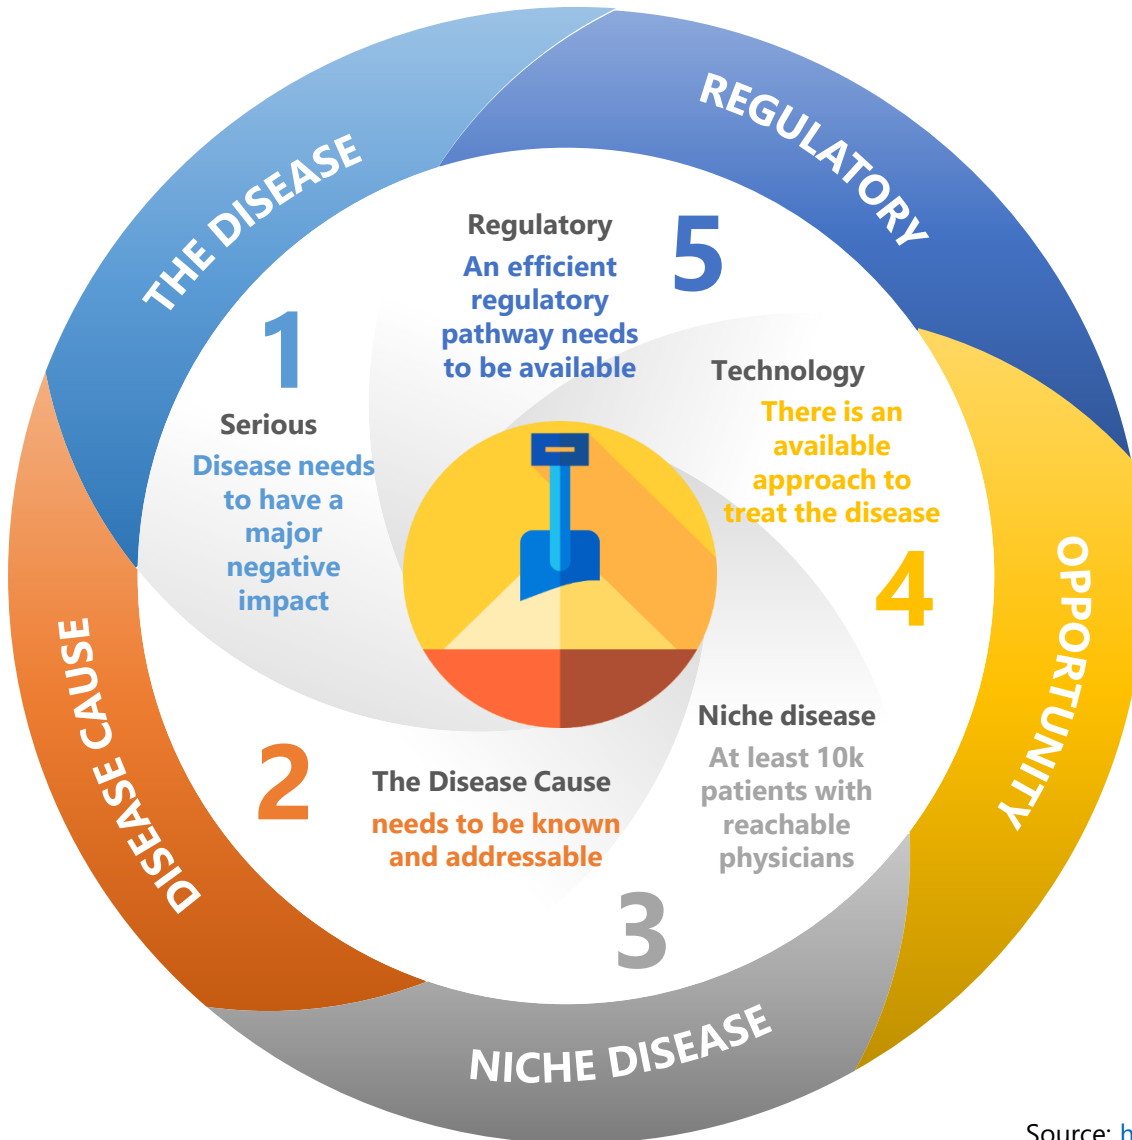 THE DISEASE
1
Serious
Disease needs
to have a
major
negative
impact
DISEASE CAUSE
2
The Disease Cause
needs to be known
and addressable
NICHE DISEASE
3
Niche disease
At least 10k
patients with
reachable
physicians
OPPORTUNITY
4
Technology
There is an
available
approach to
treat the disease
REGULATORY
5
Regulatory
An efficient
regulatory
pathway needs
to be available
Source: h